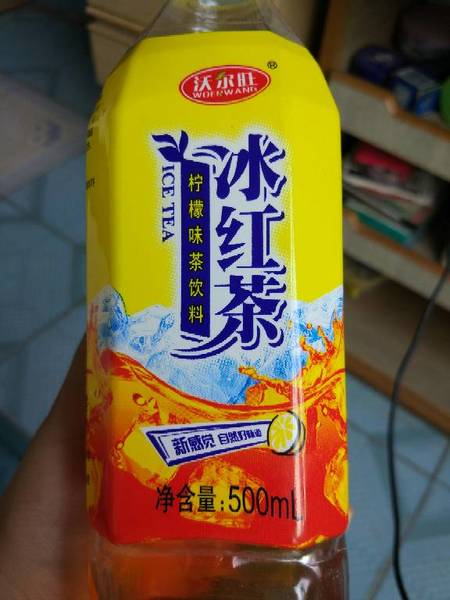 沃尔旺
WOERWANG
®
冰红茶
ICE TEA
柠檬味茶饮料
新感觉 自然好味道
净含量:500mL